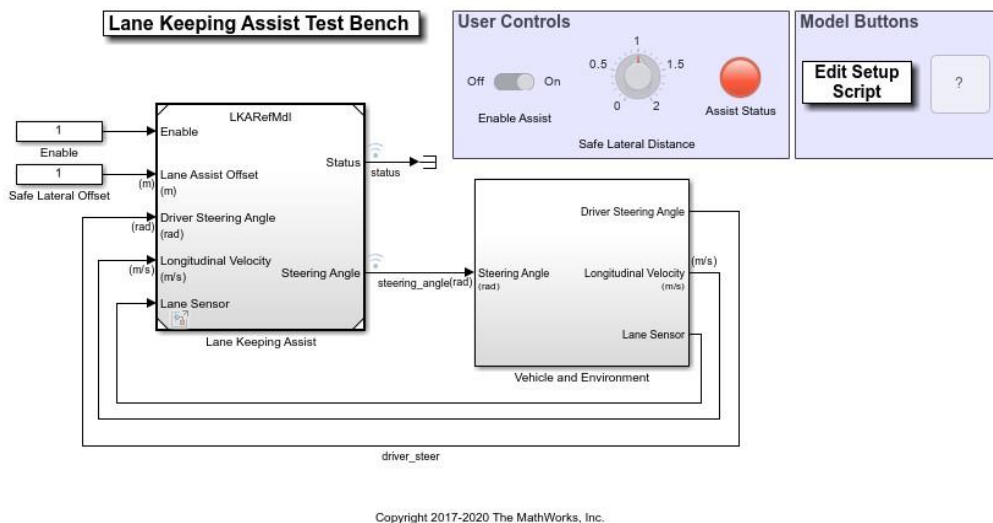 Lane Keeping Assist Test Bench
User Controls
Off
On
Enable Assist
0
0.5
1
1.5
2
Safe Lateral Distance
Assist Status
Model Buttons
Edit Setup
Script
?
1
Enable
1
Safe Lateral Offset
(m)
(rad)
(m/s)
LKARefMdl
Enable
Lane Assist Offset
(m)
Driver Steering Angle
(rad)
Longitudinal Velocity
(m/s)
Lane Sensor
Status
Steering Angle
Lane Keeping Assist
status
steering_angle
(rad)
Steering Angle
(rad)
Driver Steering Angle
Longitudinal Velocity
(m/s)
Lane Sensor
(m/s)
Vehicle and Environment
driver_steer
Copyright 2017-2020 The MathWorks, Inc.